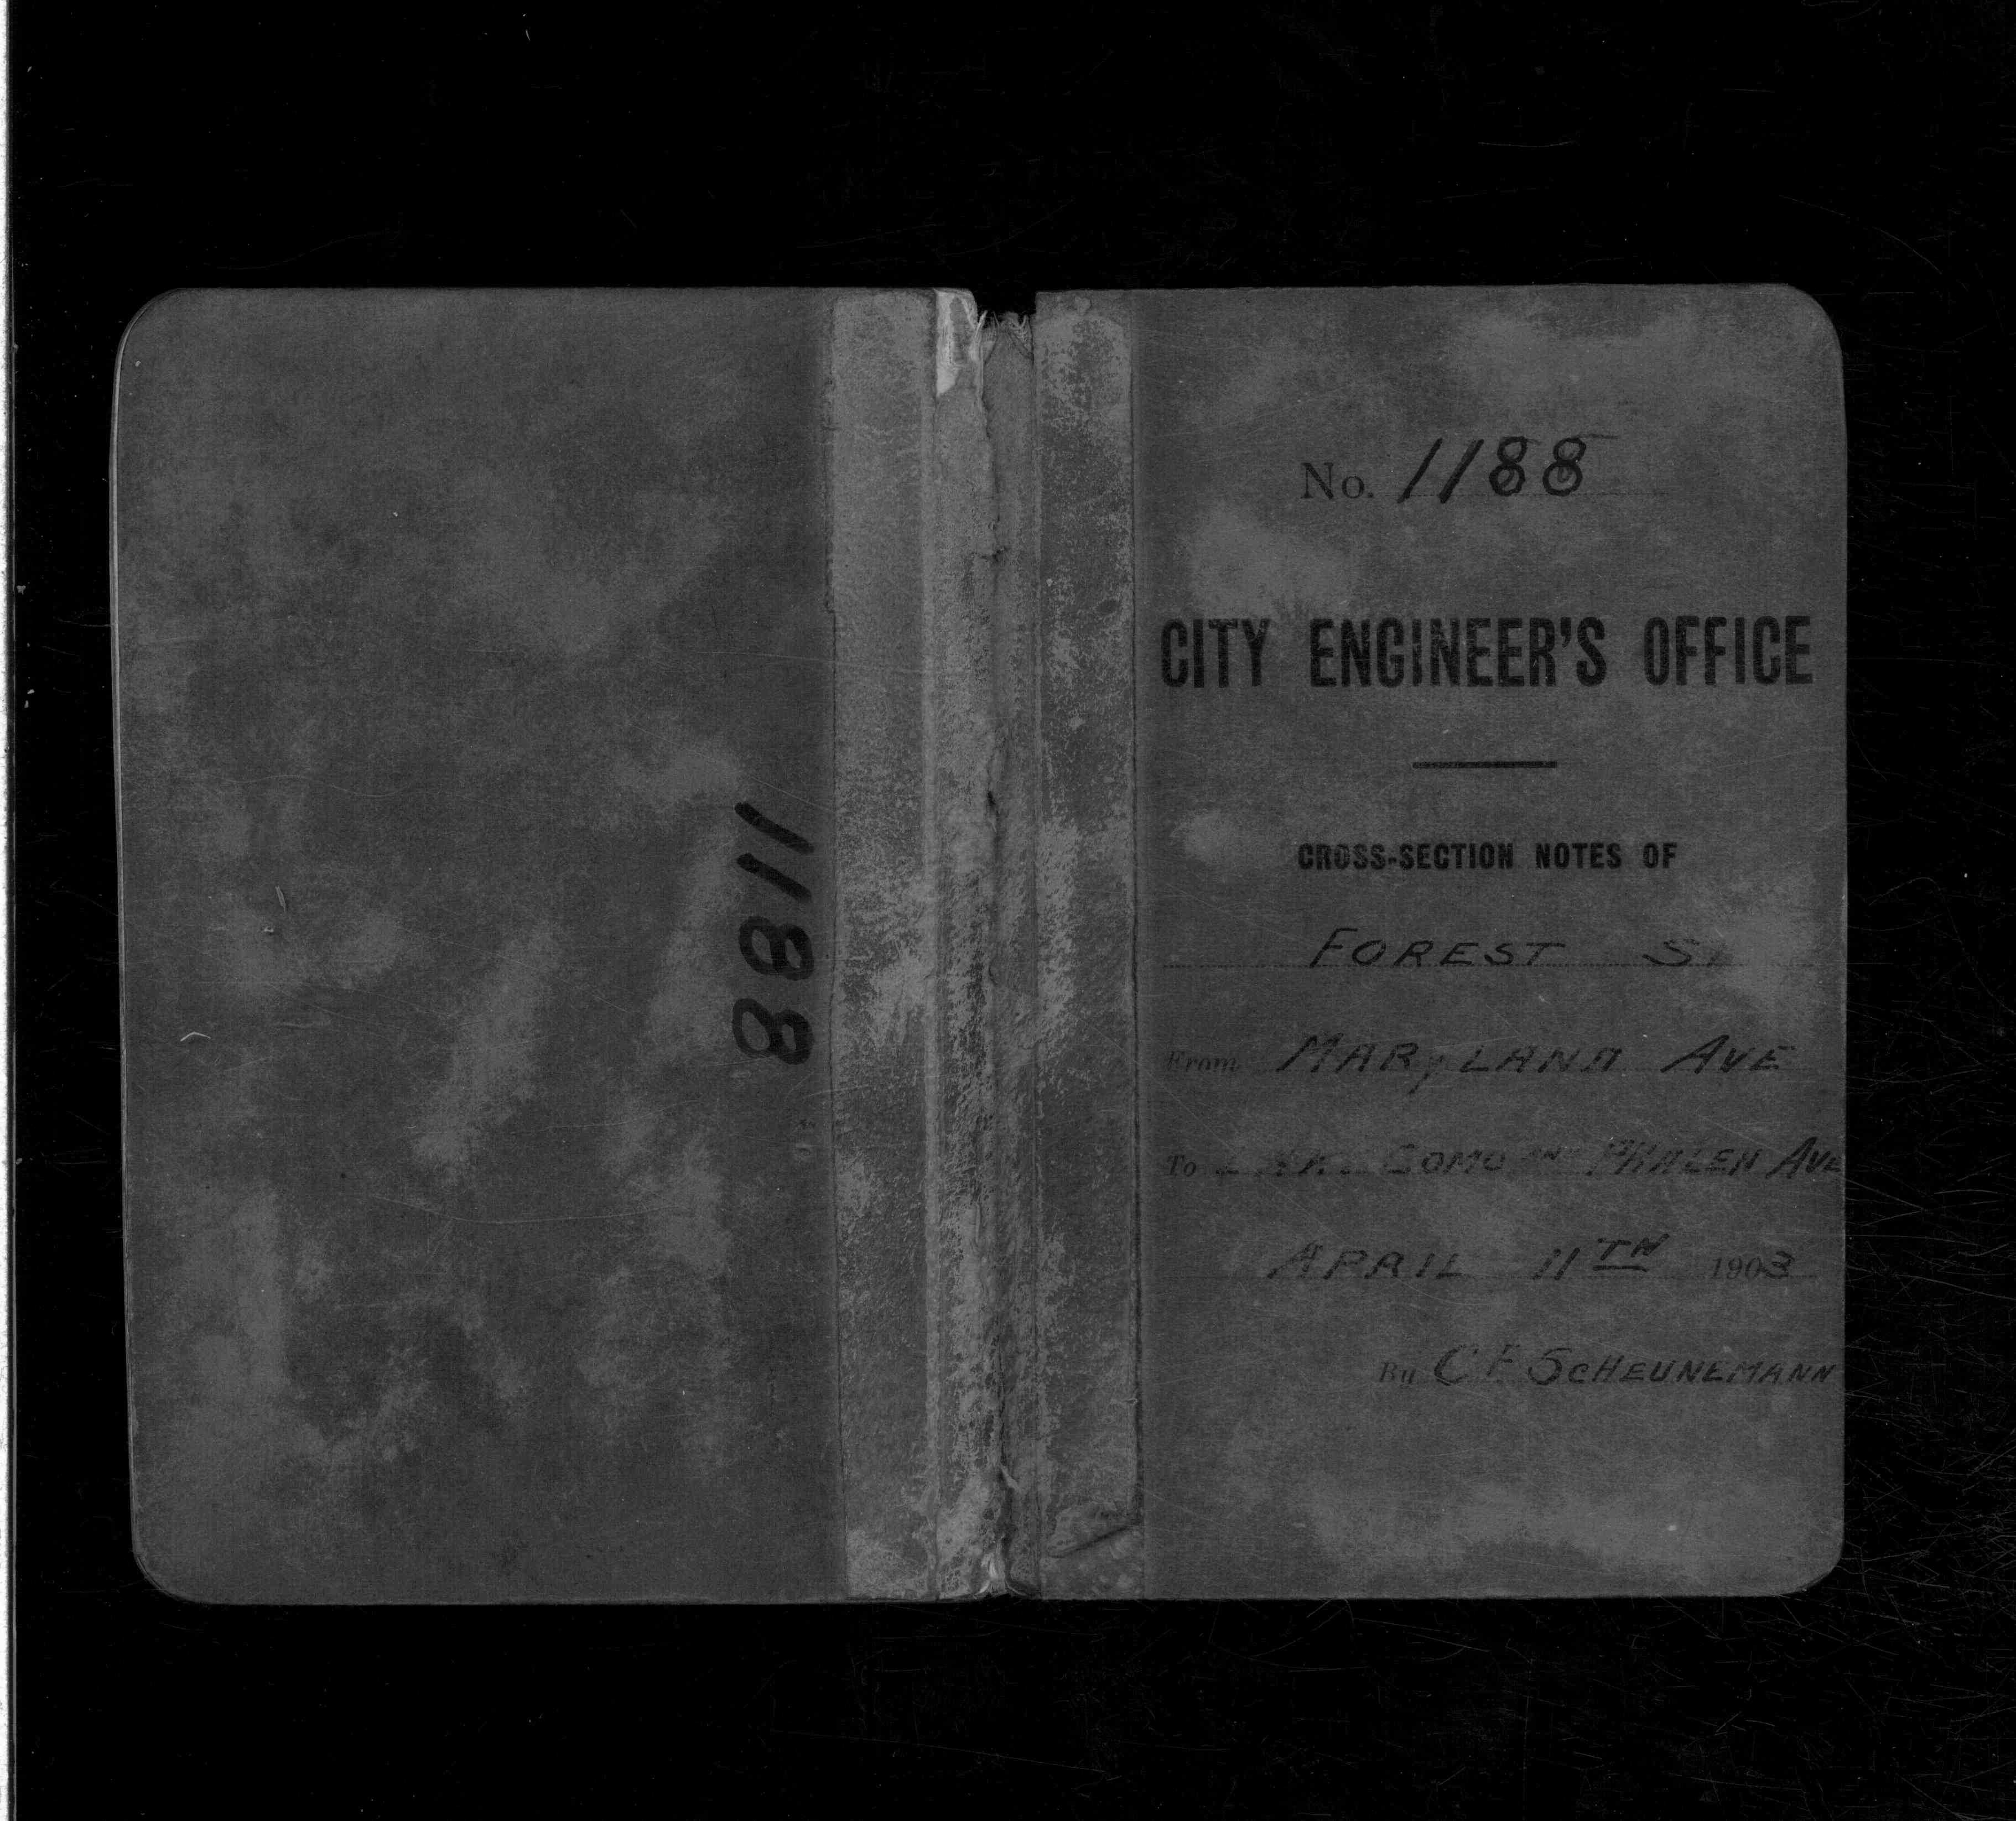 1188
No. 1188
CITY ENGINEER'S OFFICE
CROSS-SECTION NOTES OF
FOREST ST
From MARYLAND AVE
To COMO AND PHALEN AVE
APRIL 11TH 1903
By C F SCHEUNEMANN